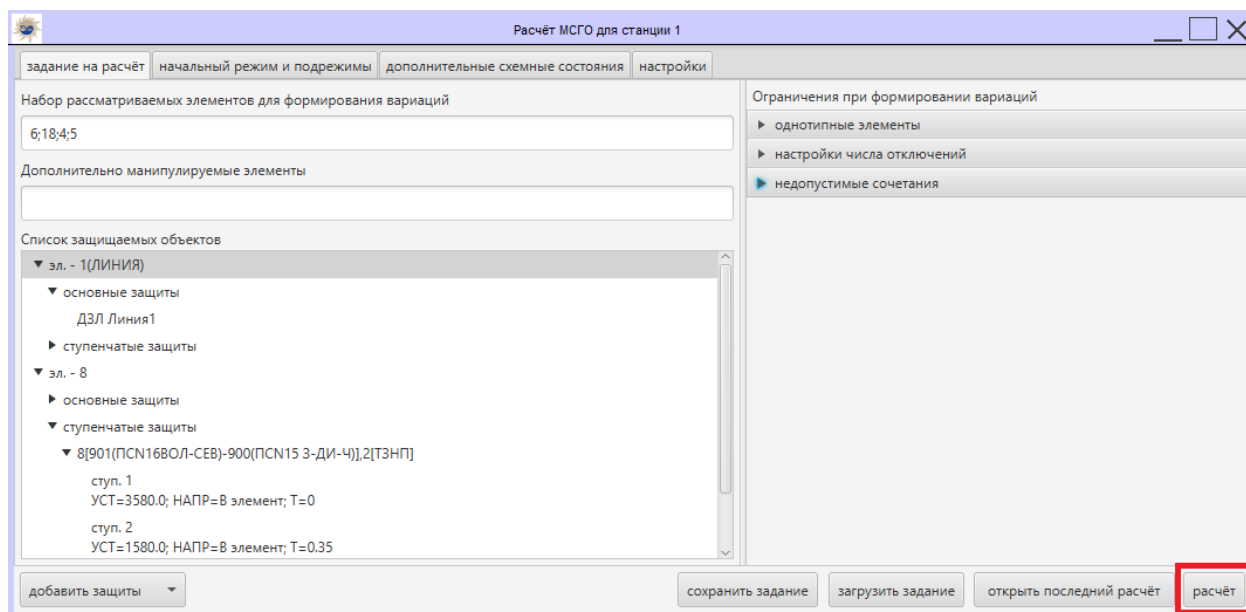 Расчёт МСГО для станции 1
задание на расчёт начальный режим и подрежимы дополнительные схемные состояния настройки
Набор рассматриваемых элементов для формирования вариаций
6;18;4;5
Дополнительно манипулируемые элементы
Список защищаемых объектов
эл. - 1(ЛИНИЯ)
основные защиты
ДЗЛ Линия1
ступенчатые защиты
эл. - 8
основные защиты
ступенчатые защиты
8[901(ПСN16ВОЛ-СЕВ)-900(ПСN15 3-ДИ-Ч)],2[ТЗНП]
ступ. 1
УСТ=3580.0; НАПР=В элемент; Т=0
ступ. 2
УСТ=1580.0; НАПР=В элемент; Т=0.35
Ограничения при формировании вариаций
однотипные элементы
настройки числа отключений
недопустимые сочетания
добавить защиты сохранить задание загрузить задание открыть последний расчёт расчёт